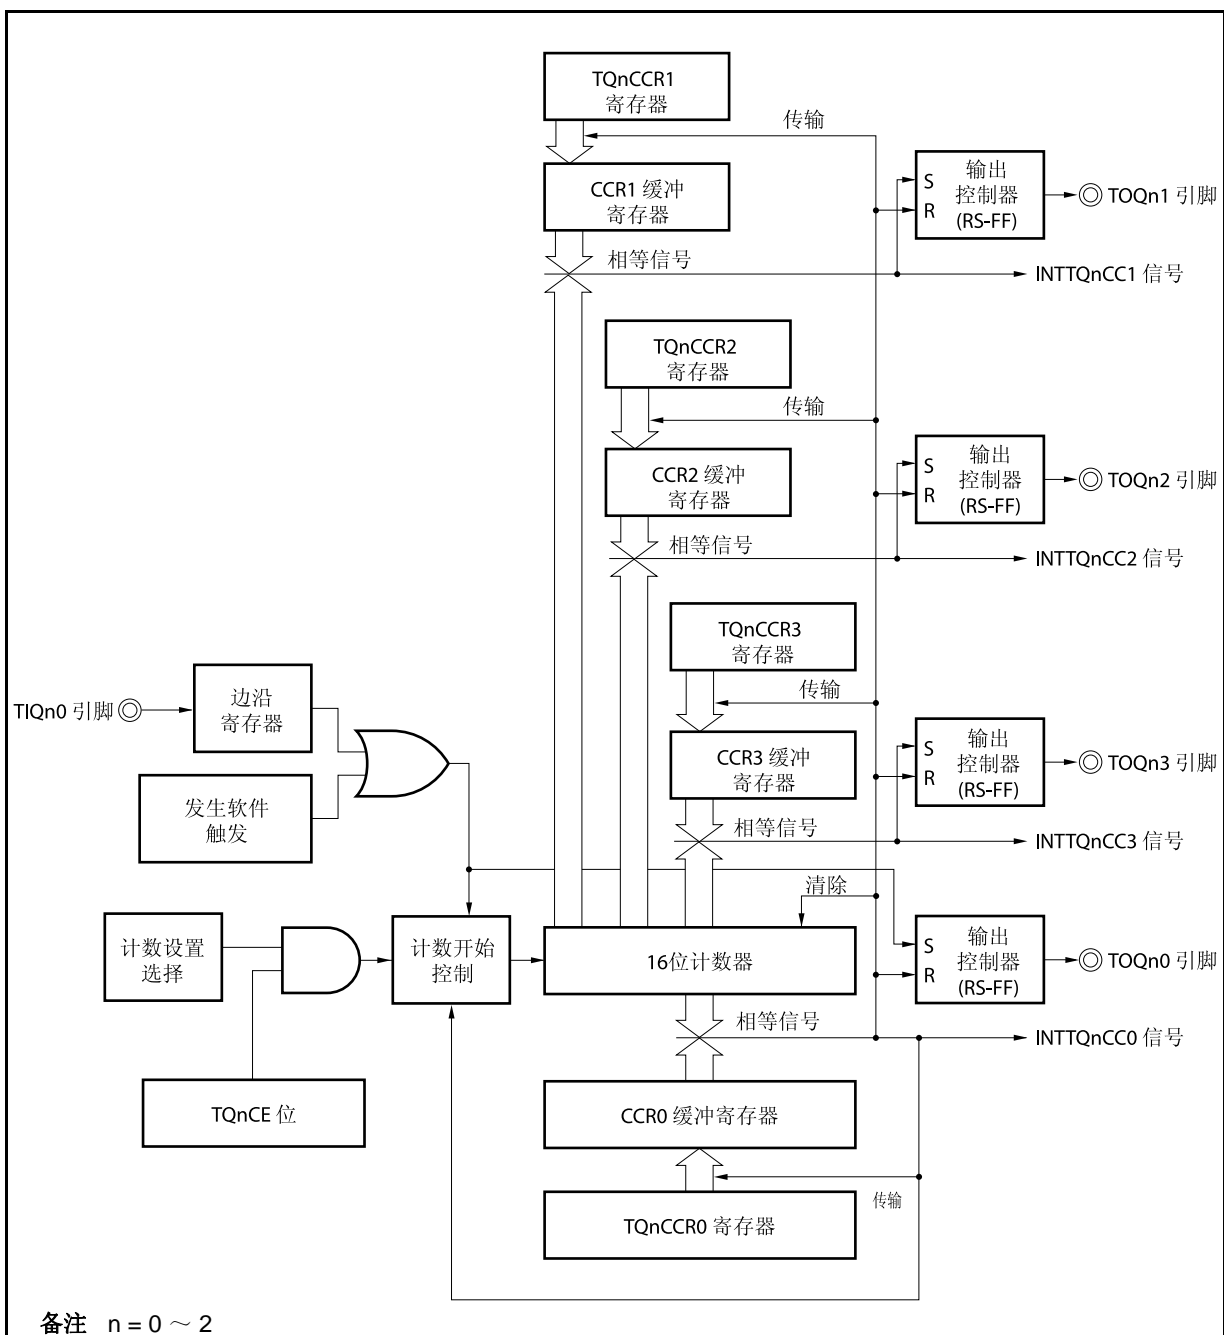 TQnCCR1
寄存器
传输
CCR1 缓冲
寄存器
S
R
输出
控制器
(RS-FF)
TOQn1 引脚
相等信号
INTTQnCC1 信号
TQnCCR2
寄存器
传输
CCR2 缓冲
寄存器
S
R
输出
控制器
(RS-FF)
TOQn2 引脚
相等信号
INTTQnCC2 信号
TQnCCR3
寄存器
传输
TIQn0 引脚
边沿
寄存器
CCR3 缓冲
寄存器
S
R
输出
控制器
(RS-FF)
TOQn3 引脚
发生软件
触发
相等信号
INTTQnCC3 信号
清除
计数设置
选择
计数开始
控制
16位计数器
S
R
输出
控制器
(RS-FF)
TOQn0 引脚
相等信号
INTTQnCC0 信号
TQnCE 位
CCR0 缓冲寄存器
传输
TQnCCR0 寄存器
备注 n = 0 ～ 2